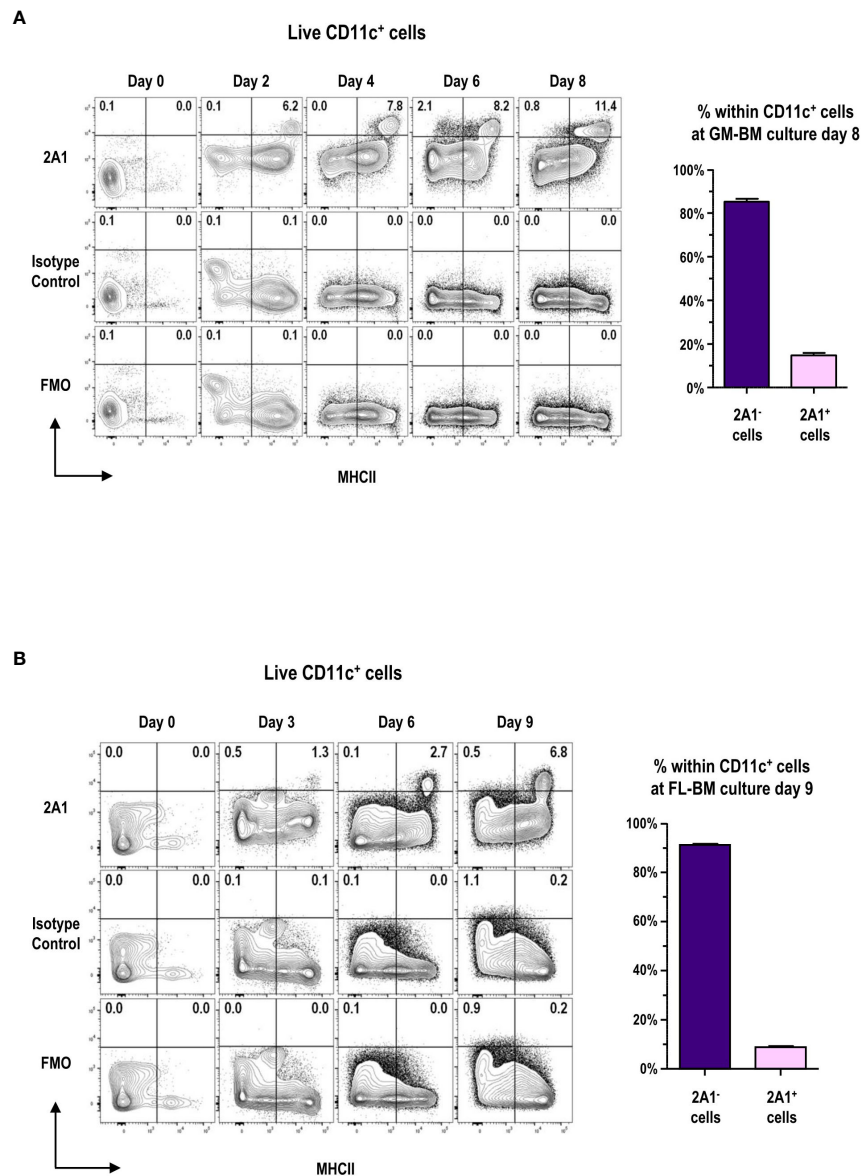 A
Live CD11c⁺ cells
Day 0 Day 2 Day 4 Day 6 Day 8
2A1
0.1 0.0 0.1 6.2 0.0 7.8 2.1 8.2 0.8 11.4
Isotype
Control
0.1 0.0 0.1 0.1 0.0 0.0 0.0 0.0 0.0 0.0
FMO
0.1 0.0 0.1 0.1 0.0 0.0 0.0 0.0 0.0 0.0
MHCII
% within CD11c⁺ cells
at GM-BM culture day 8
100%
80%
60%
40%
20%
0%
2A1⁻ 2A1⁺
cells cells
B
Live CD11c⁺ cells
Day 0 Day 3 Day 6 Day 9
2A1
0.0 0.0 0.5 1.3 0.1 2.7 0.5 6.8
Isotype
Control
0.0 0.0 0.1 0.1 0.1 0.0 1.1 0.2
FMO
0.0 0.0 0.0 0.0 0.1 0.0 0.9 0.2
MHCII
% within CD11c⁺ cells
at FL-BM culture day 9
100%
80%
60%
40%
20%
0%
2A1⁻ 2A1⁺
cells cells